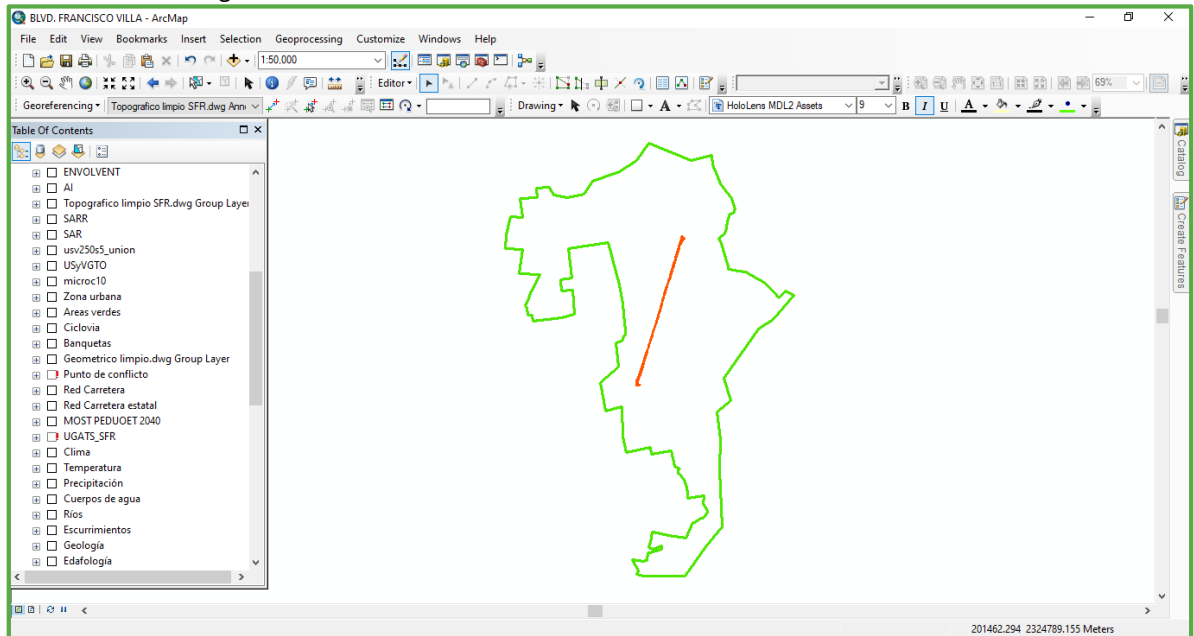 BLVD. FRANCISCO VILLA - ArcMap
File Edit View Bookmarks Insert Selection Geoprocessing Customize Windows Help
1:50,000
Editor
69%
Georeferencing Topografico limpio SFR.dwg Anno Drawing A HoloLens MDL2 Assets 9 B I U A
Table Of Contents
ENVOLVENT
AI
Topografico limpio SFR.dwg Group Layer
SARR
SAR
usv250s5_union
USyVGTO
microc10
Zona urbana
Areas verdes
Ciclovia
Banquetas
Geometrico limpio.dwg Group Layer
Punto de conflicto
Red Carretera
Red Carretera estatal
MOST PEDUOET 2040
UGATS_SFR
Clima
Temperatura
Precipitación
Cuerpos de agua
Ríos
Escurrimientos
Geología
Edafología
Catalog
Create Features
201462.294 2324789.155 Meters